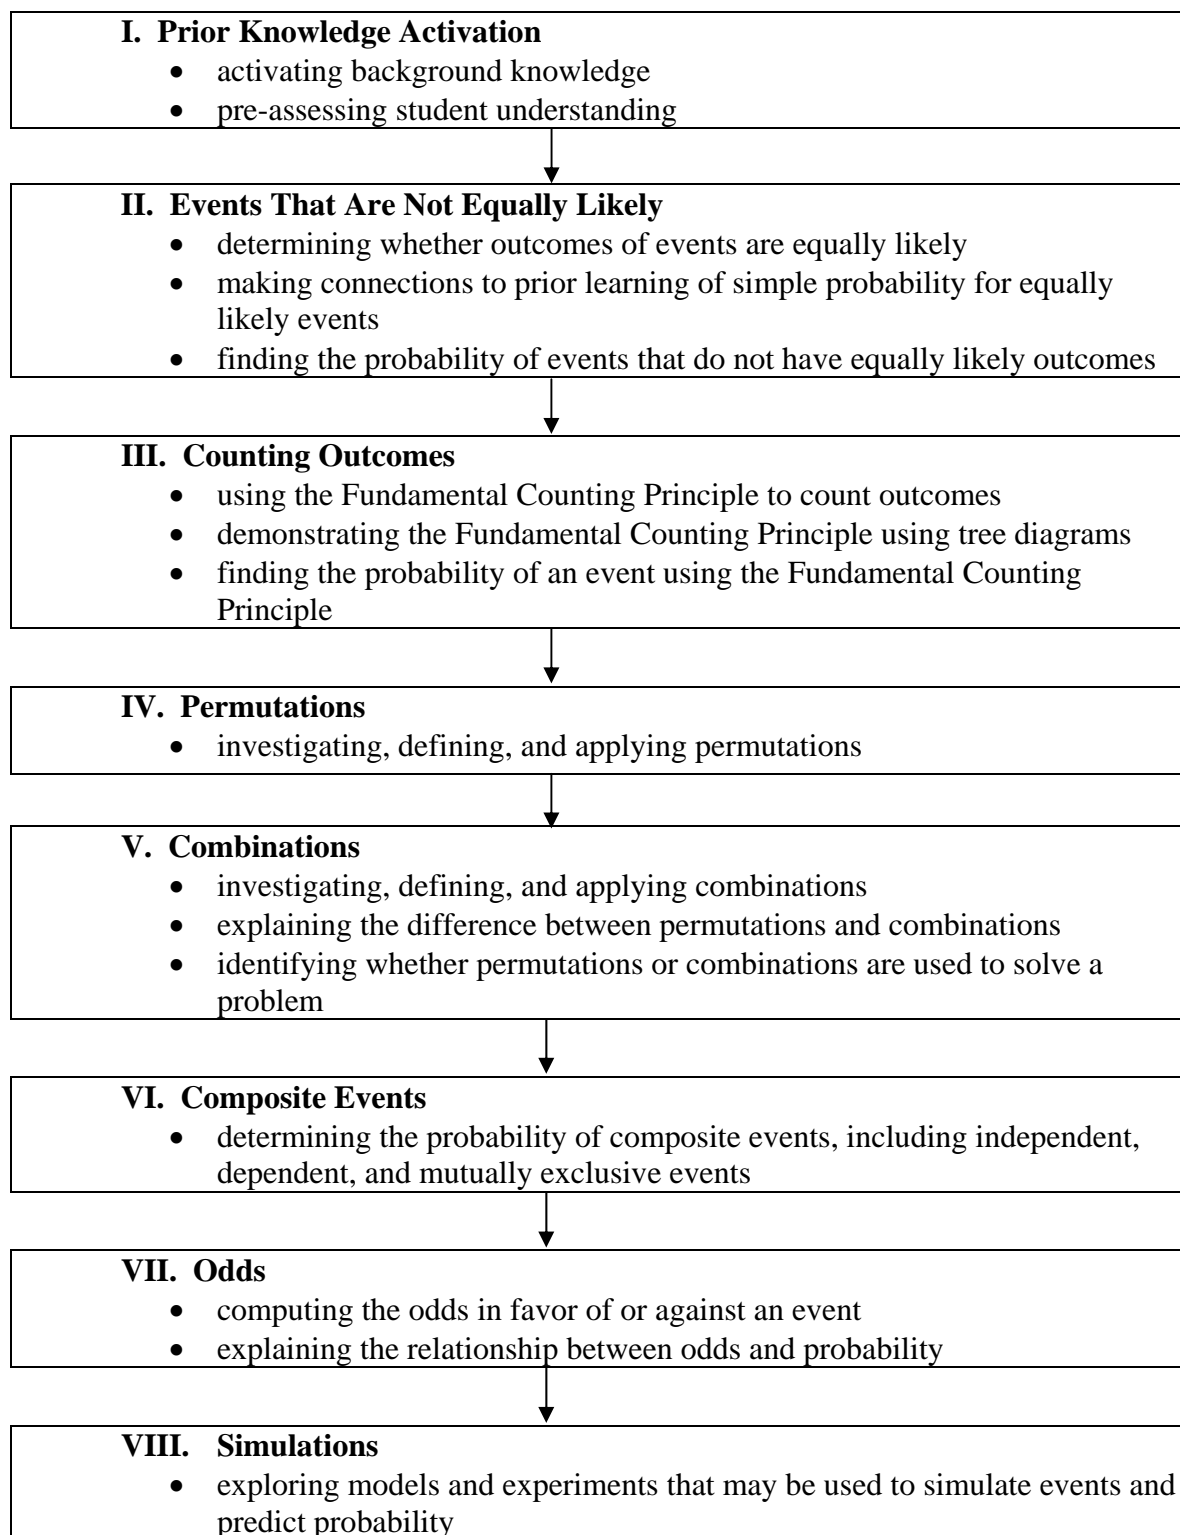 I. Prior Knowledge Activation
• activating background knowledge
• pre-assessing student understanding
II. Events That Are Not Equally Likely
• determining whether outcomes of events are equally likely
• making connections to prior learning of simple probability for equally
likely events
• finding the probability of events that do not have equally likely outcomes
III. Counting Outcomes
• using the Fundamental Counting Principle to count outcomes
• demonstrating the Fundamental Counting Principle using tree diagrams
• finding the probability of an event using the Fundamental Counting
Principle
IV. Permutations
• investigating, defining, and applying permutations
V. Combinations
• investigating, defining, and applying combinations
• explaining the difference between permutations and combinations
• identifying whether permutations or combinations are used to solve a
problem
VI. Composite Events
• determining the probability of composite events, including independent,
dependent, and mutually exclusive events
VII. Odds
• computing the odds in favor of or against an event
• explaining the relationship between odds and probability
VIII. Simulations
• exploring models and experiments that may be used to simulate events and
predict probability